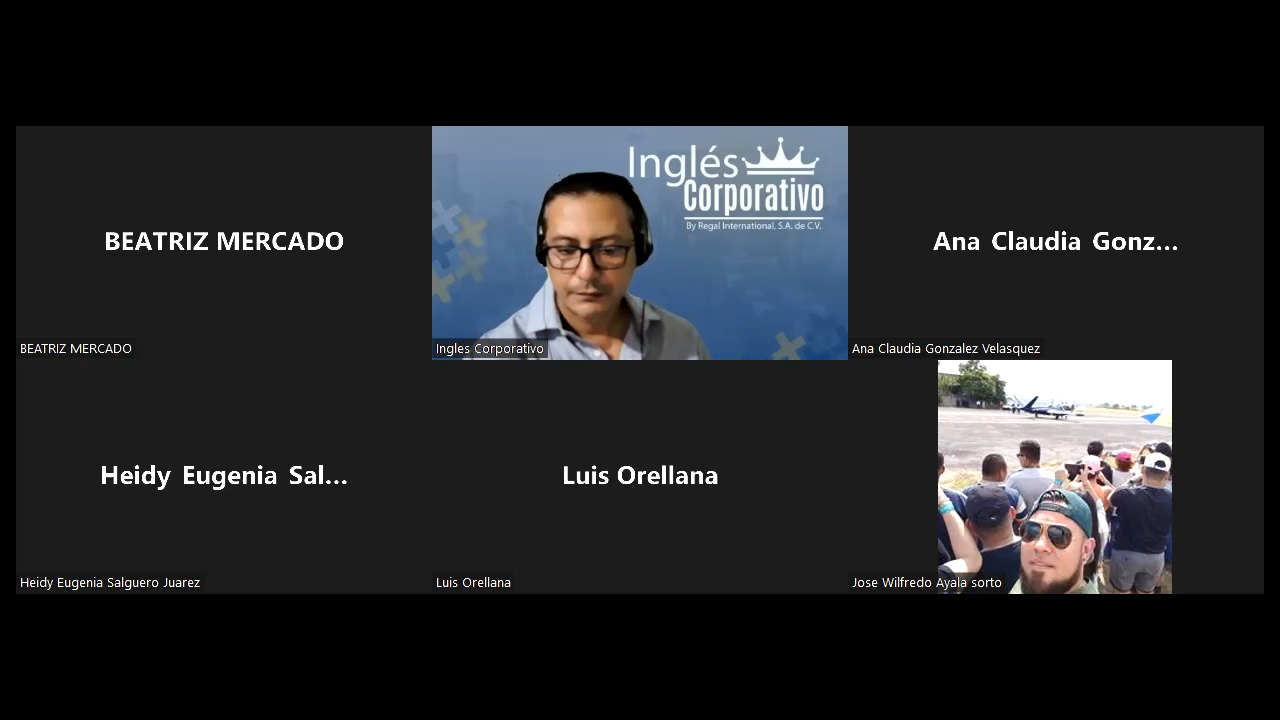 BEATRIZ MERCADO
BEATRIZ MERCADO
Inglés
Corporativo
By Regal International, S.A. de C.V.
Ingles Corporativo
Ana Claudia Gonz...
Ana Claudia Gonzalez Velasquez
Heidy Eugenia Sal...
Heidy Eugenia Salguero Juarez
Luis Orellana
Luis Orellana
Jose Wilfredo Ayala sorto